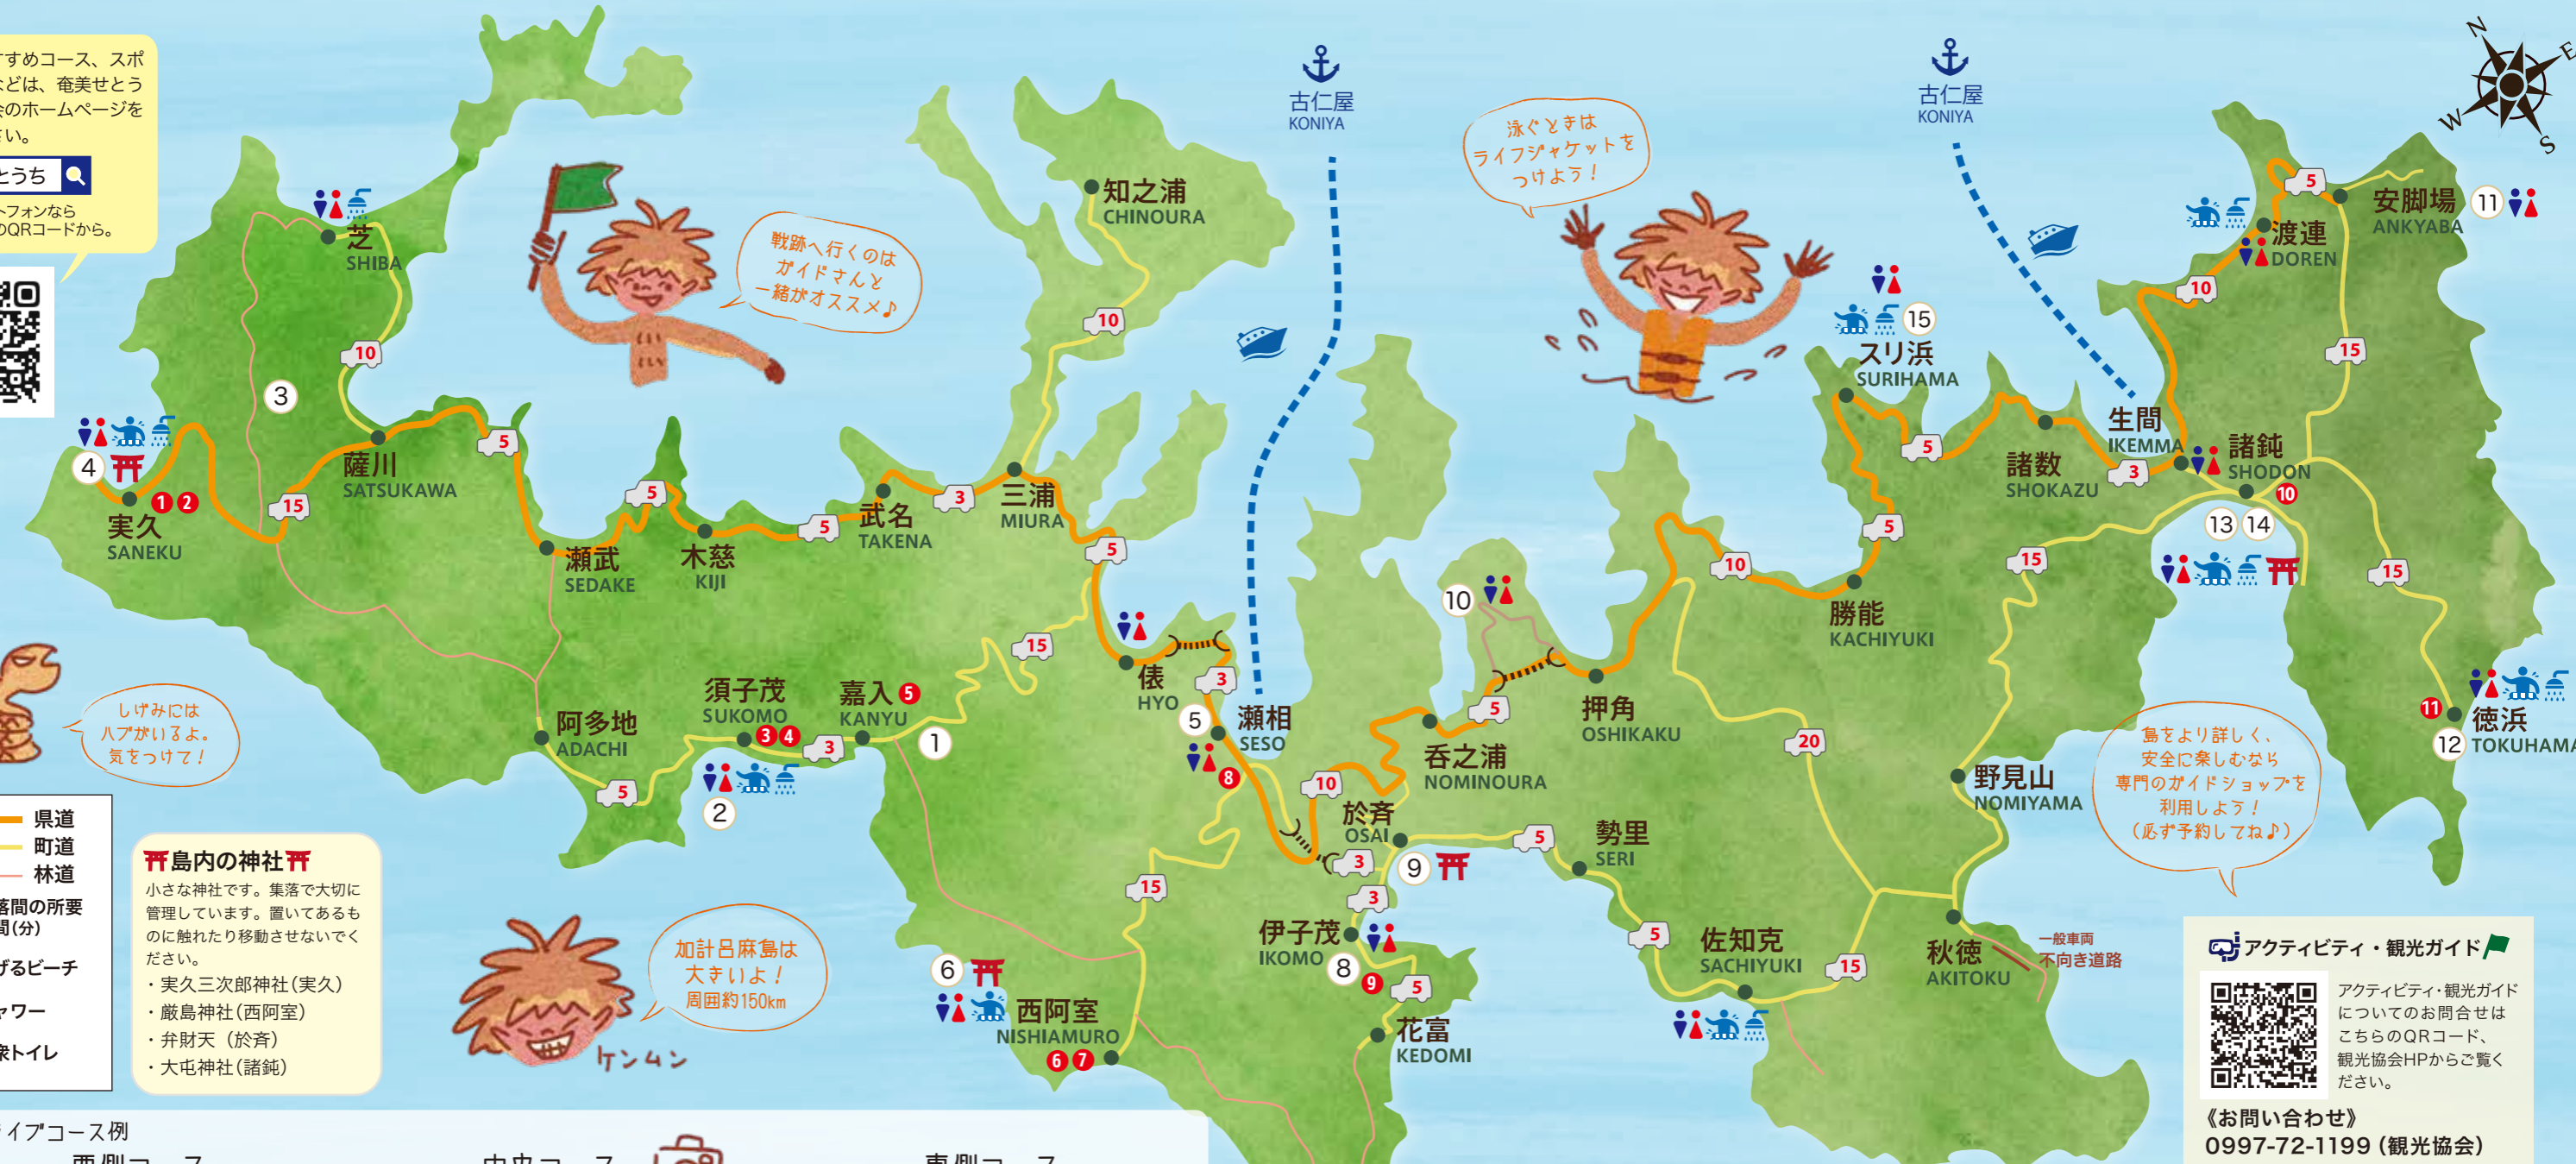 すすめコース、スポ
などは、奄美せとう
会のホームページを
さい。
とうち
トフォンなら
のQRコードから。
古仁屋
KONIYA
古仁屋
KONIYA
N
E
W
S
泳ぐときは
ライフジャケットを
つけよう!
戦跡へ行くのは
ガイドさんと
一緒がオススメ♪
知之浦
CHINOURA
10
芝
SHIBA
10
3
4
実久
SANEKU
1 2
15
薩川
SATSUKAWA
5
瀬武
SEDAKE
5
木慈
KIJI
5
武名
TAKENA
3
三浦
MIURA
5
15
俵
HYO
3
5
瀬相
SESO
8
10
呑之浦
NOMINOURA
5
10
押角
OSHIKAKU
10
勝能
KACHIYUKI
5
15
スリ浜
SURIHAMA
5
諸数
SHOKAZU
3
生間
IKEMMA
諸鈍
SHODON
10
13 14
10
渡連
DOREN
5
安脚場
ANKYABA
11
15
15
11
徳浜
TOKUHAMA
12
15
野見山
NOMIYAMA
20
秋徳
AKITOKU
一般車両
不向き道路
15
佐知克
SACHIYUKI
5
勢里
SERI
5
於斉
OSAI
9
3
3
伊子茂
IKOMO
8
9
5
花富
KEDOMI
15
6
西阿室
NISHIAMURO
6 7
1
嘉入
KANYU
5
3
須子茂
SUKOMO
3 4
2
5
阿多地
ADACHI
しげみには
ハブがいるよ。
気をつけて!
県道
町道
林道
落間の所要
間(分)
げるビーチ
ャワー
衆トイレ
島内の神社
小さな神社です。集落で大切に
管理しています。置いてあるも
のに触れたり移動させないでく
ださい。
・実久三次郎神社(実久)
・厳島神社(西阿室)
・弁財天(於斉)
・大屯神社(諸鈍)
加計呂麻島は
大きいよ!
周囲約150km
ケンムン
島をより詳しく、
安全に楽しむなら
専門のガイドショップを
利用しよう!
(必ず予約してね♪)
アクティビティ・観光ガイド
アクティビティ・観光ガイド
についてのお問合せは
こちらのQRコード、
観光協会HPからご覧く
ださい。
《お問い合わせ》
0997-72-1199(観光協会)
ライブコース例
西側コース
中央コース
東側コース